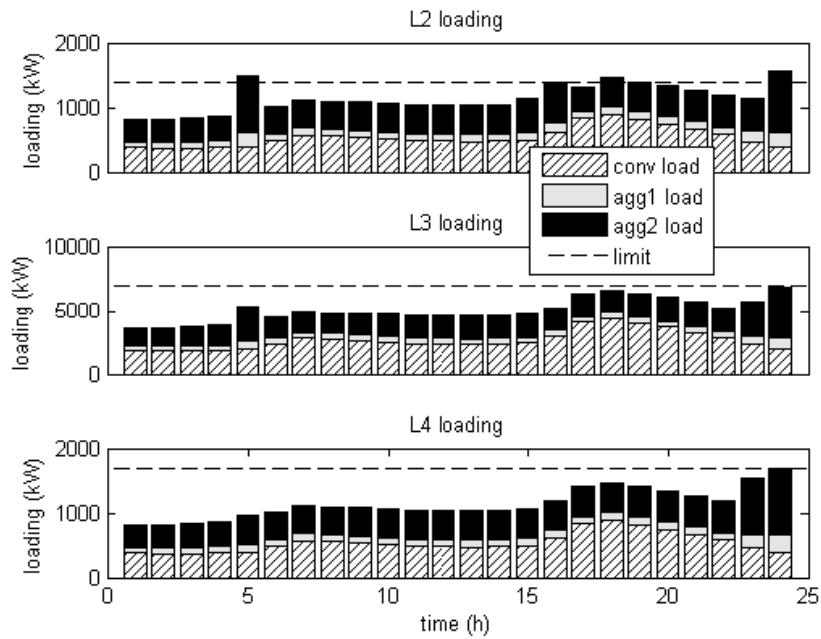 L2 loading
2000
1000
0
loading (kW)
conv load
agg1 load
agg2 load
limit
L3 loading
10000
5000
0
loading (kW)
L4 loading
2000
1000
0
loading (kW)
0 5 10 15 20 25
time (h)